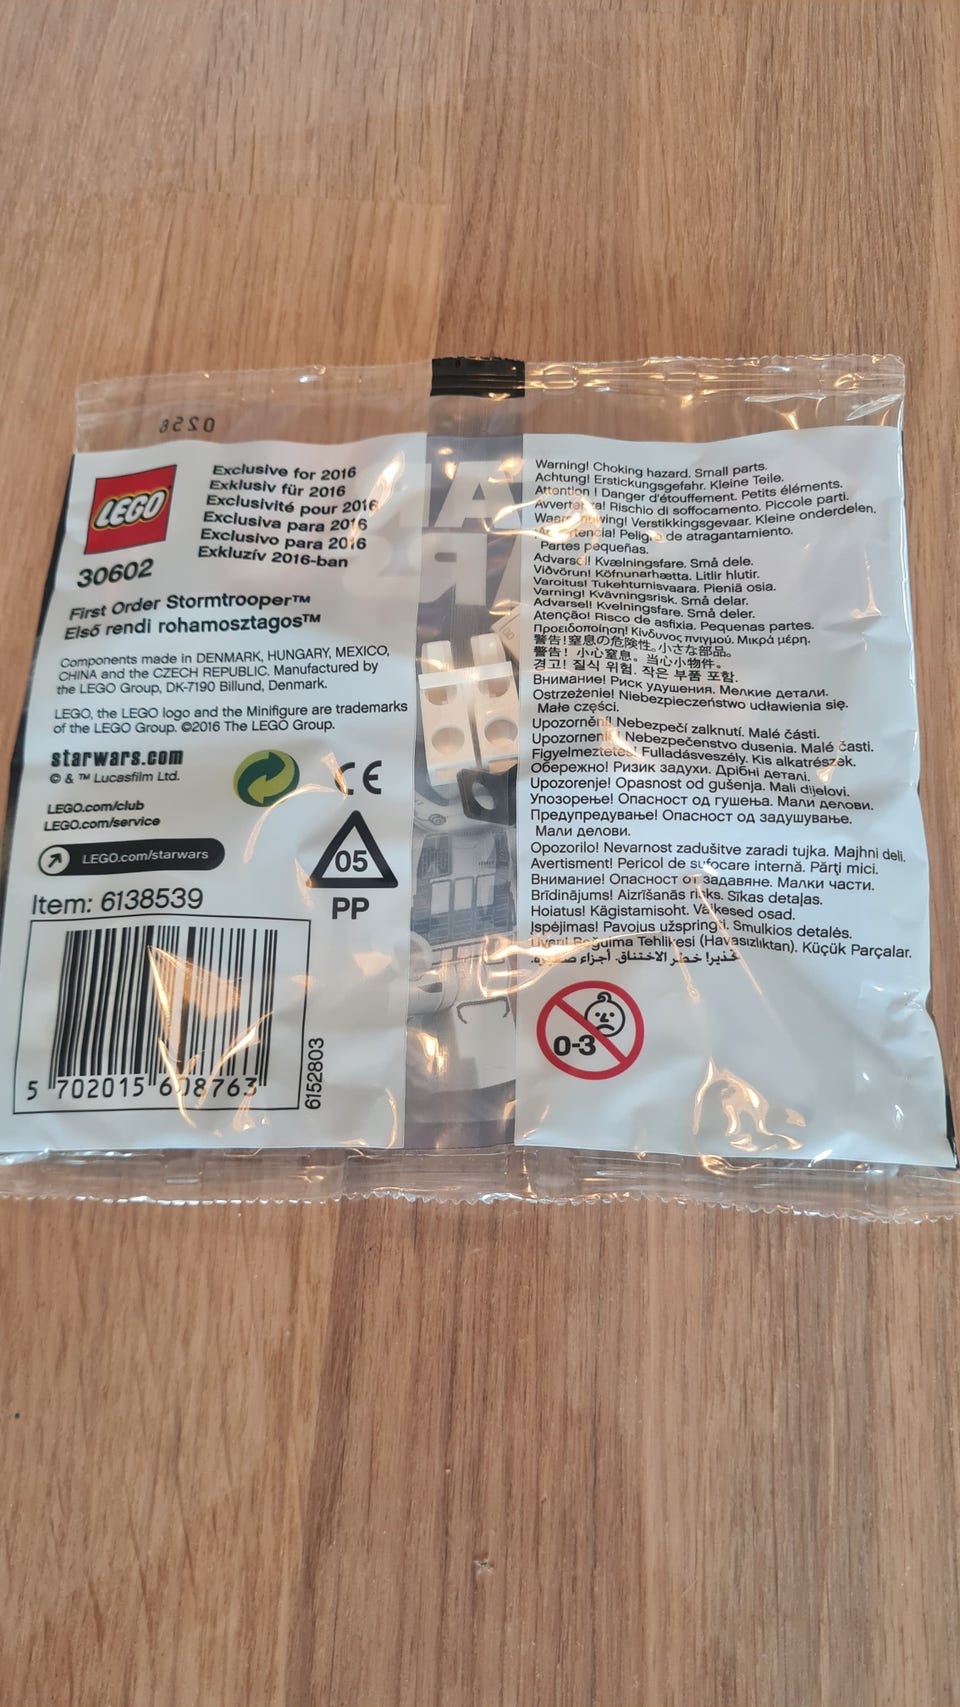 0256
LEGO
Exclusive for 2016
Exklusiv für 2016
Exclusivité pour 2016
Exclusiva para 2016
Exclusivo para 2016
Exkluzív 2016-ban
30602
First Order Stormtrooper™
Első rendi rohamosztagos™
Components made in DENMARK, HUNGARY, MEXICO,
CHINA and the CZECH REPUBLIC. Manufactured by
the LEGO Group, DK-7190 Billund, Denmark.
LEGO, the LEGO logo and the Minifigure are trademarks
of the LEGO Group. ©2016 The LEGO Group.
starwars.com
© & ™ Lucasfilm Ltd.
LEGO.com/club
LEGO.com/service
LEGO.com/starwars
CE
05
PP
Item: 6138539
5 702015 608763
6152803
Warning! Choking hazard. Small parts.
Achtung! Erstickungsgefahr. Kleine Teile.
Attention ! Danger d'étouffement. Petits éléments.
Rischio di soffocamento. Piccole parti.
Verstikkingsgevaar. Kleine onderdelen.
de atragantamiento.
Partes pequeñas.
Advarsel! Kvælningsfare. Små dele.
Viðvörun! Köfnunarhætta. Litlir hlutir.
Varoitus! Tukehtumisvaara. Pieniä osia.
Varning! Kvävningsrisk. Små delar.
Advarsel! Kvelningsfare. Små deler.
Atenção! Risco de asfixia. Pequenas partes.
Προειδοποίηση! Κίνδυνος πνιγμού. Μικρά μέρη.
警告!窒息の危険性。小さな部品。
警告! 小心窒息。当心小物件。
경고! 질식 위험. 작은 부품 포함.
Внимание! Риск удушения. Мелкие детали.
Ostrzeżenie! Niebezpieczeństwo udławienia się.
Małe części.
Upozornění! Nebezpečí zalknutí. Malé části.
Upozornenie! Nebezpečenstvo dusenia. Malé časti.
Figyelmeztetés! Fulladásveszély. Kis alkatrészek.
Обережно! Ризик задухи. Дрібні деталі.
Upozorenje! Opasnost od gušenja. Mali dijelovi.
Упозорење! Опасност од гушења. Мали делови.
Предупредување! Опасност од задушување.
Мали делови.
Opozorilo! Nevarnost zadušitve zaradi tujka. Majhni deli.
Avertisment! Pericol de sufocare internă. Părți mici.
Внимание! Опасност от задавяне. Малки части.
Brīdinājums! Aizrīšanās risks. Sīkas detaļas.
Hoiatus! Kägistamisoht. Väikesed osad.
Įspėjimas! Pavojus užspringti. Smulkios detalės.
Uyarı! Boğulma Tehlikesi (Havasızlıktan). Küçük Parçalar.
تحذير! خطر الاختناق. أجزاء صغيرة.
0-3